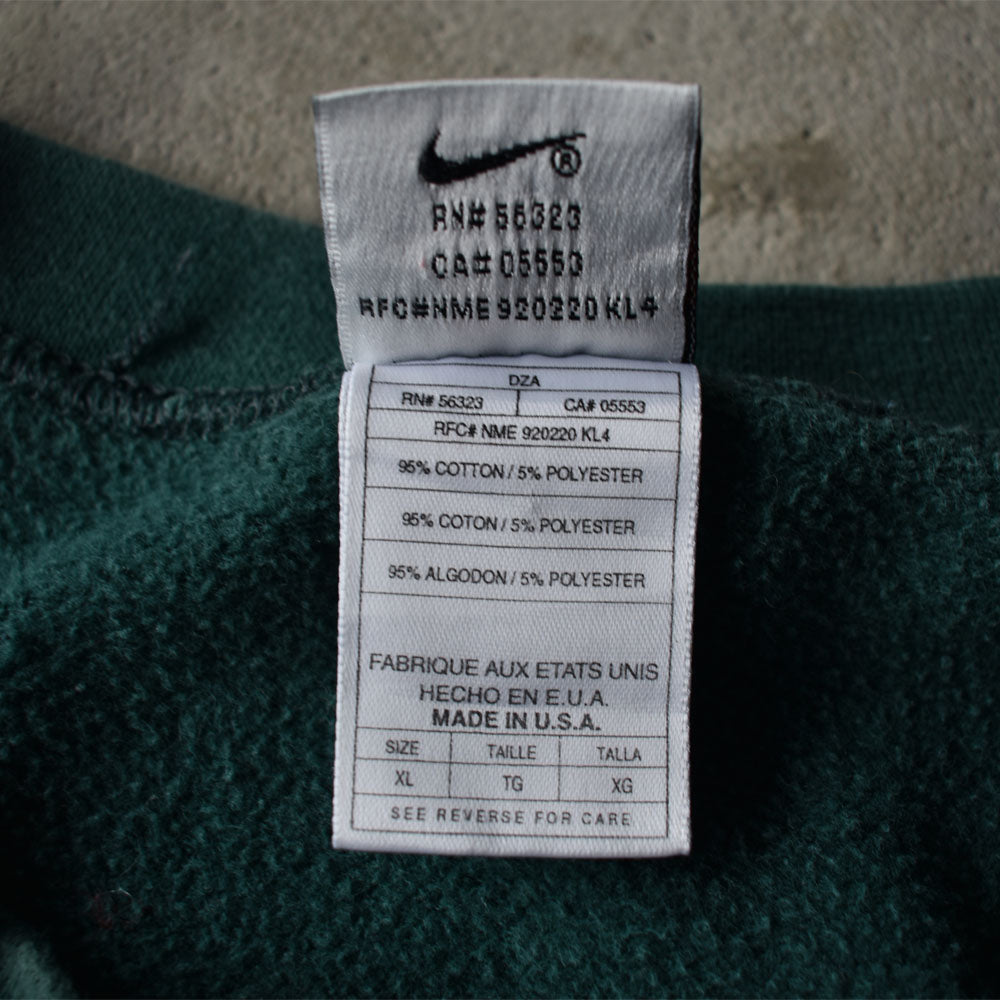 ®
RN# 56323
CA# 05553
RFC#NME 920220 KL4
DZA
RN# 56323 CA# 05553
RFC# NME 920220 KL4
95% COTTON / 5% POLYESTER
95% COTON / 5% POLYESTER
95% ALGODON / 5% POLYESTER
FABRIQUE AUX ETATS UNIS
HECHO EN E.U.A.
MADE IN U.S.A.
SIZE TAILLE TALLA
XL TG XG
SEE REVERSE FOR CARE